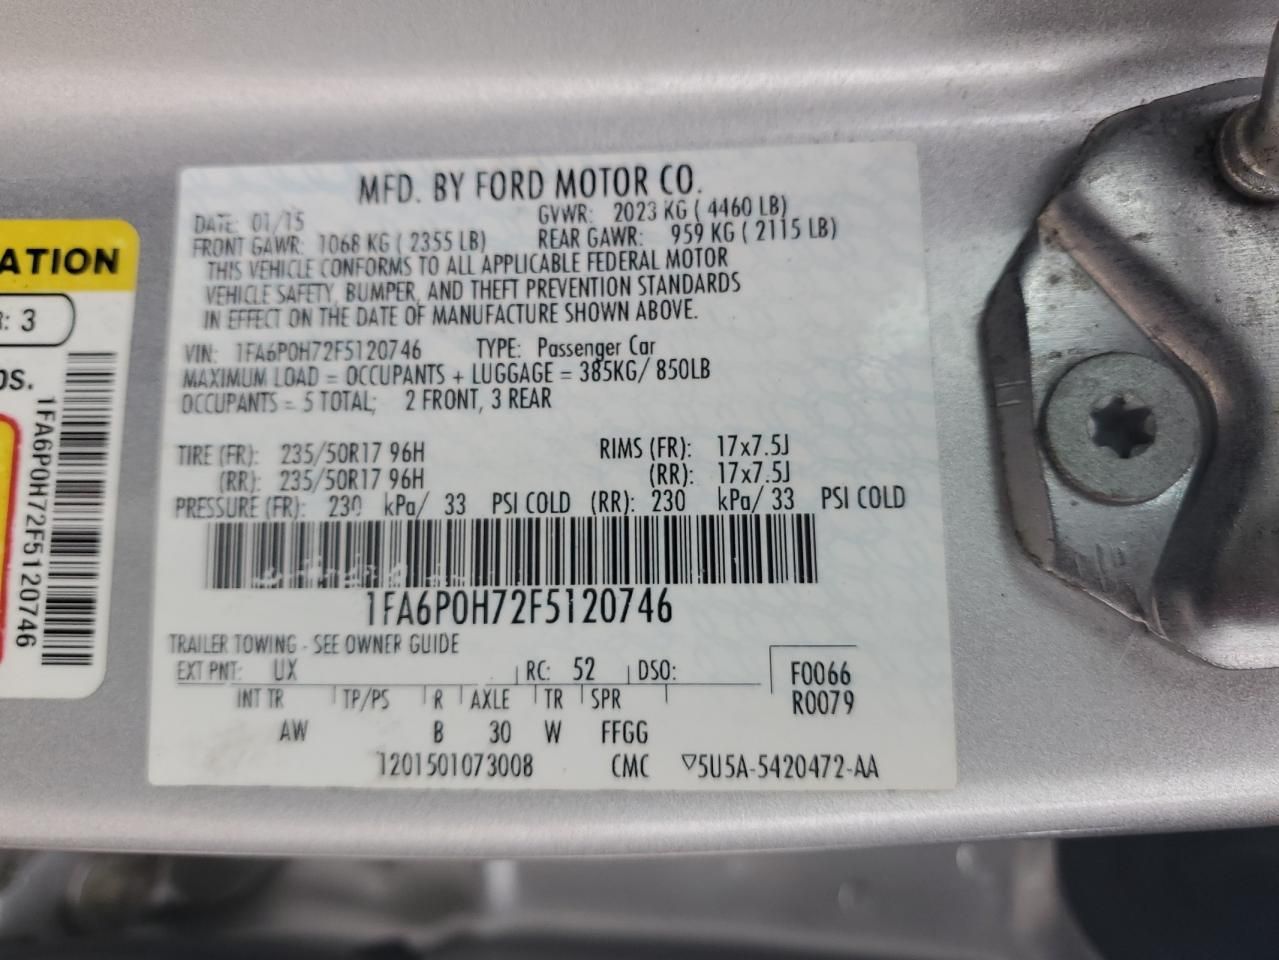 MFD. BY FORD MOTOR CO.
DATE: 01/15 GVWR: 2023 KG ( 4460 LB)
FRONT GAWR: 1068 KG ( 2355 LB) REAR GAWR: 959 KG ( 2115 LB)
THIS VEHICLE CONFORMS TO ALL APPLICABLE FEDERAL MOTOR
VEHICLE SAFETY, BUMPER, AND THEFT PREVENTION STANDARDS
IN EFFECT ON THE DATE OF MANUFACTURE SHOWN ABOVE.
VIN: 1FA6P0H72F5120746 TYPE: Passenger Car
MAXIMUM LOAD = OCCUPANTS + LUGGAGE = 385KG/ 850LB
OCCUPANTS = 5 TOTAL; 2 FRONT, 3 REAR
TIRE (FR): 235/50R17 96H RIMS (FR): 17x7.5J
(RR): 235/50R17 96H (RR): 17x7.5J
PRESSURE (FR): 230 kPa/ 33 PSI COLD (RR): 230 kPa/ 33 PSI COLD
1FA6P0H72F5120746
TRAILER TOWING - SEE OWNER GUIDE
EXT PNT: UX RC: 52 DSO: F0066
INT TR TP/PS R AXLE TR SPR R0079
AW B 30 W FFGG
1201501073008 CMC ▽5U5A-5420472-AA
ATION
R: 3
OS.
1FA6P0H72F5120746